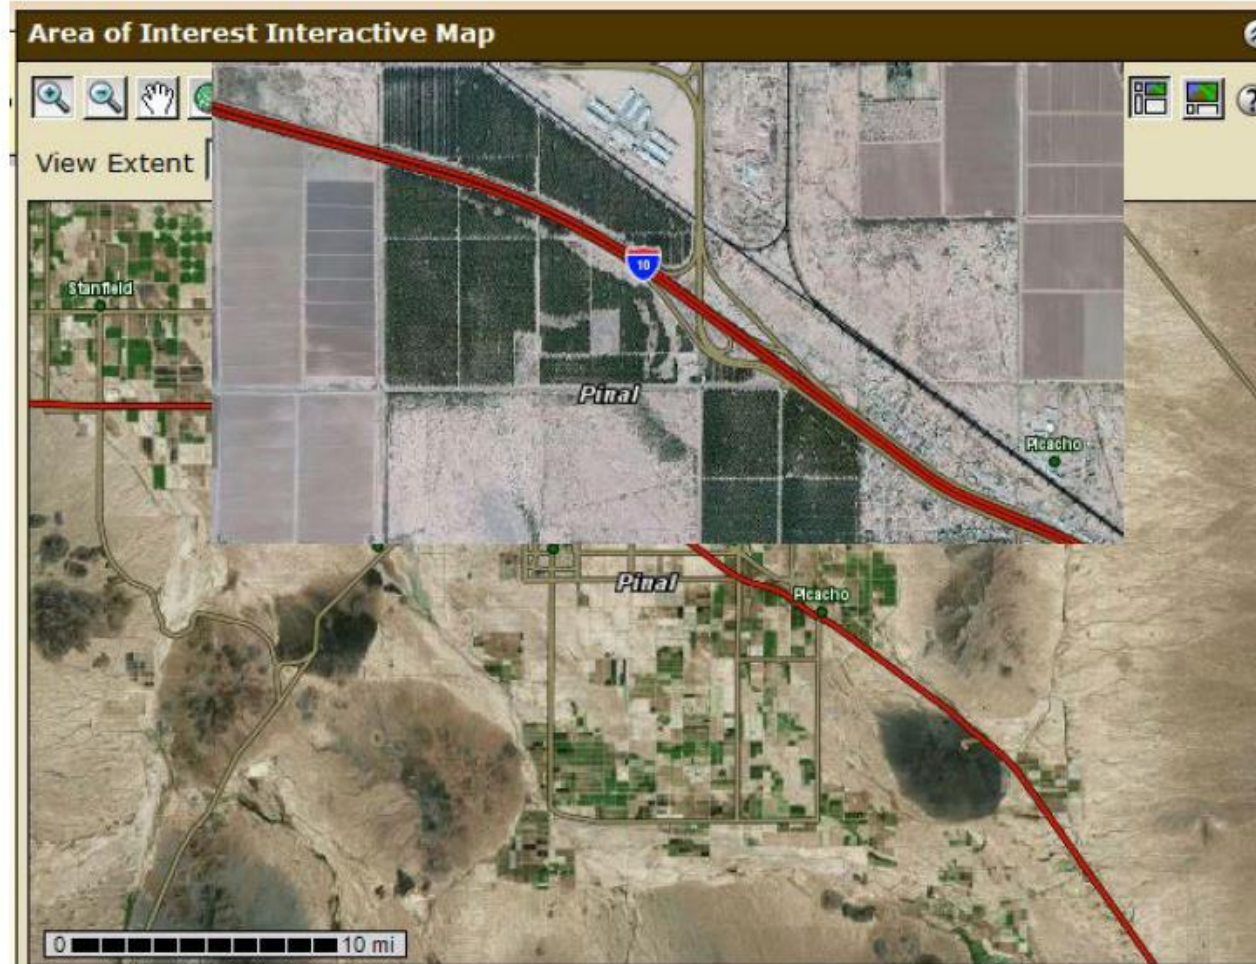 Area of Interest Interactive Map
View Extent
10
Stanfield
Pinal
Picacho
Pinal
Picacho
0 10 mi